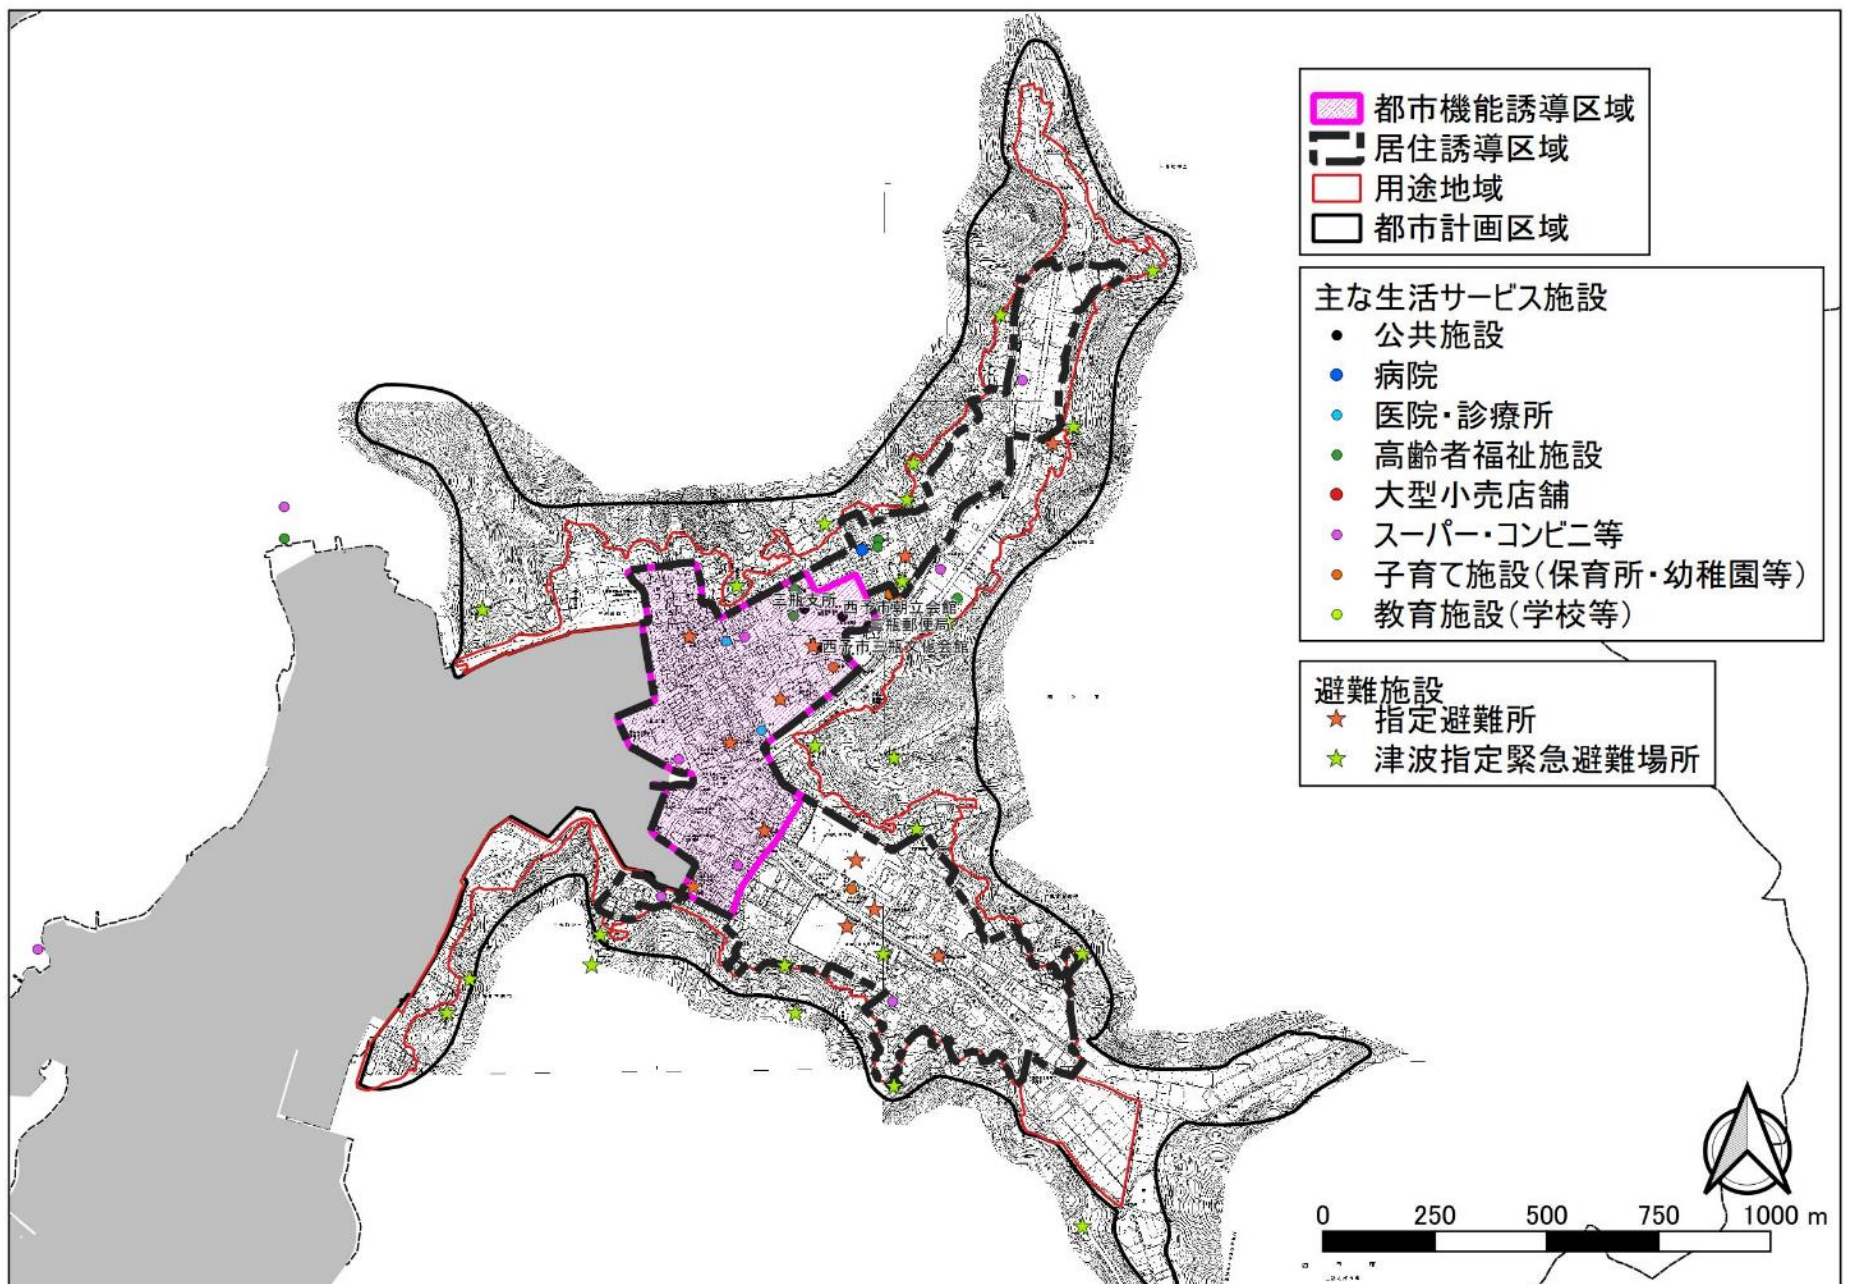 都市機能誘導区域
居住誘導区域
用途地域
都市計画区域
主な生活サービス施設
公共施設
病院
医院・診療所
高齢者福祉施設
大型小売店舗
スーパー・コンビニ等
子育て施設(保育所・幼稚園等)
教育施設(学校等)
避難施設
指定避難所
津波指定緊急避難場所
三瓶支所
西予市朝立会館
三瓶郵便局
西予市三瓶文化会館
0 250 500 750 1000 m